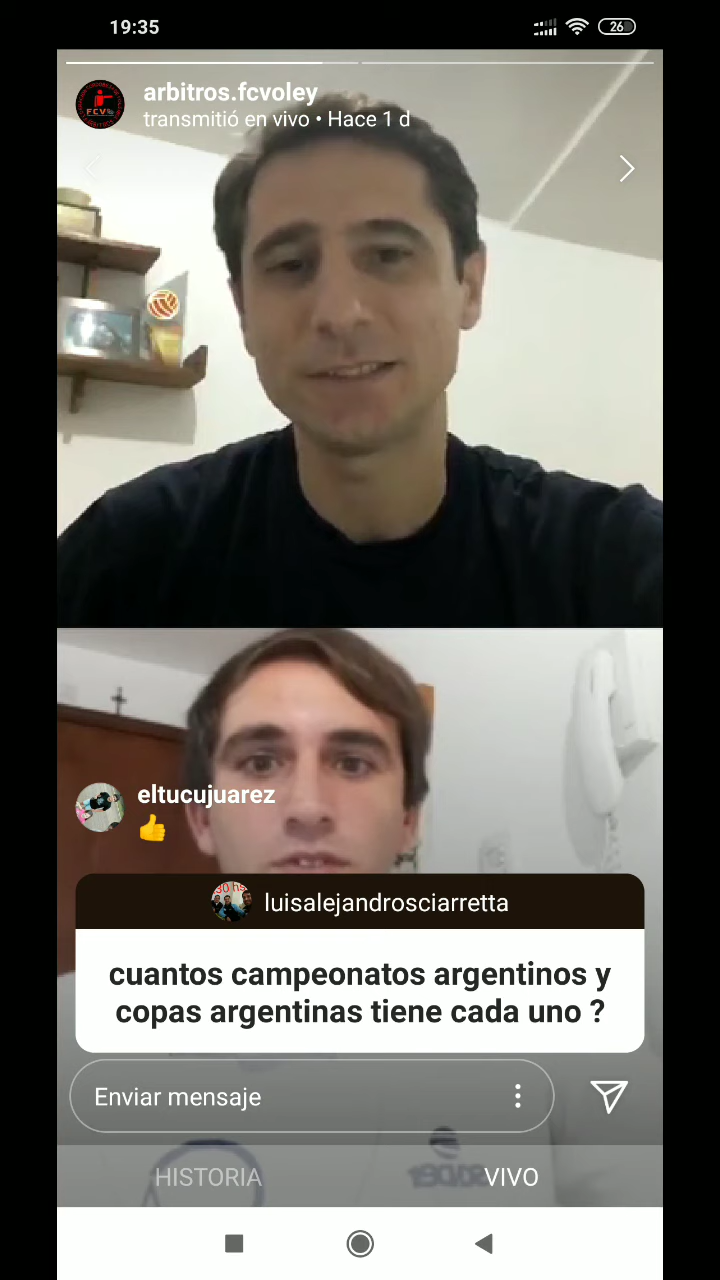 19:35
26
arbitros.fcvoley
transmitió en vivo • Hace 1 d
FCV
eltucujuarez
luisalejandrosciarretta
cuantos campeonatos argentinos y
copas argentinas tiene cada uno ?
Enviar mensaje
HISTORIA
VIVO